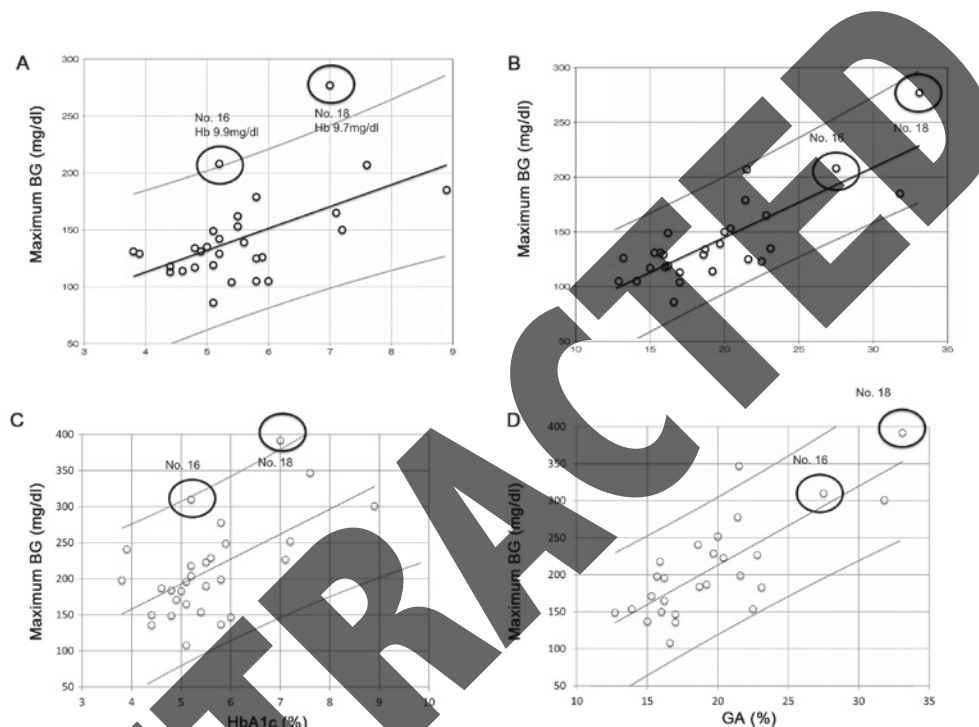 A
Maximum BG (mg/dl)
300
250
200
150
100
50
3
4
5
6
7
8
9
No. 16
Hb 9.9mg/dl
No. 18
Hb 9.7mg/dl
B
Maximum BG (mg/dl)
300
250
200
150
100
50
10
15
20
25
30
35
No. 16
No. 18
C
Maximum BG (mg/dl)
400
350
300
250
200
150
100
50
3
4
5
6
7
8
9
10
No. 16
No. 18
HbA1c (%)
D
Maximum BG (mg/dl)
400
350
300
250
200
150
100
50
10
15
20
25
30
35
No. 16
No. 18
GA (%)
TRACTED